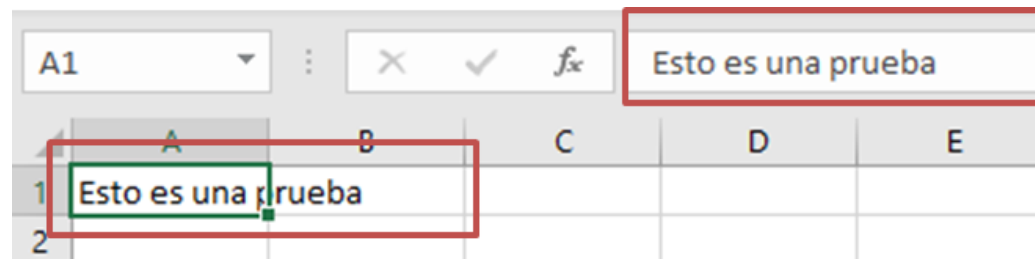 A1 fx Esto es una prueba
A B C D E
1 Esto es una prueba
2